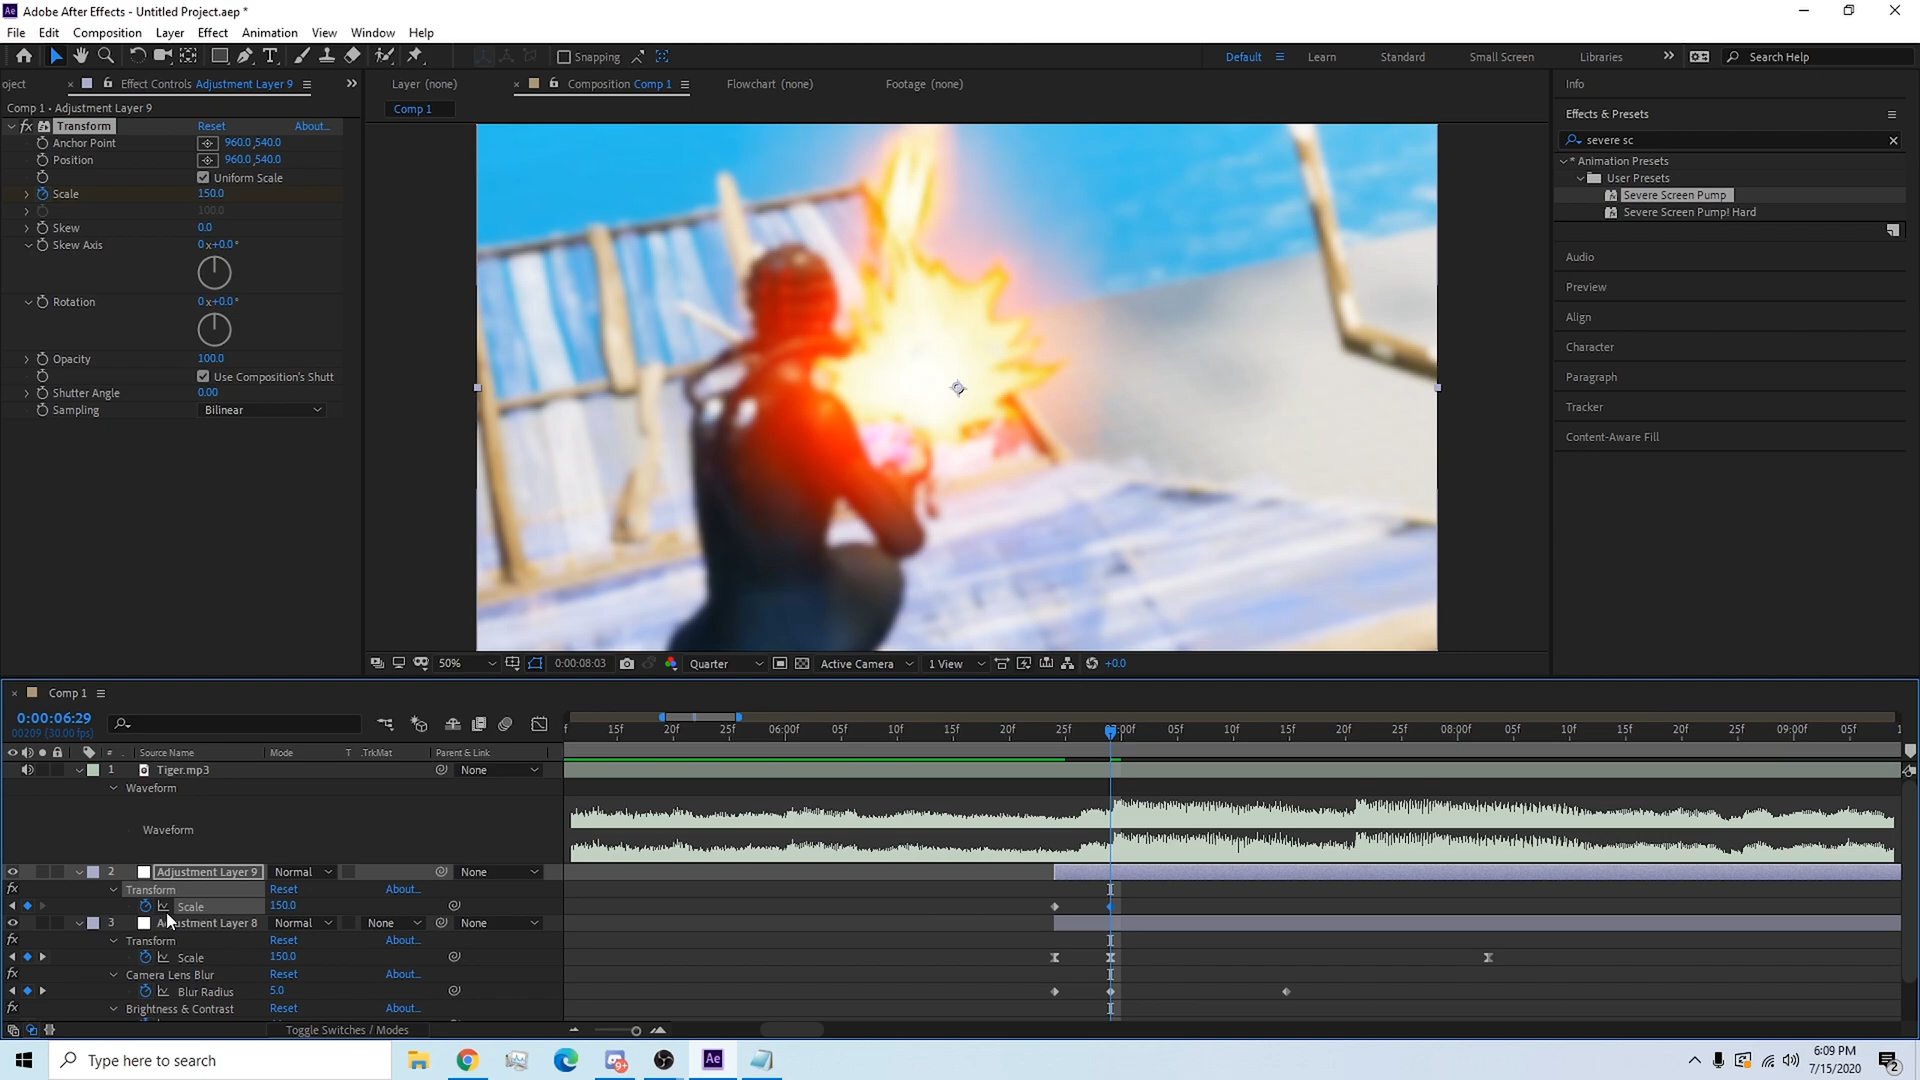 Ae Adobe After Effects - Untitled Project.aep *
File Edit Composition Layer Effect Animation View Window Help
Snapping
Default Learn Standard Small Screen Libraries Search Help
oject Effect Controls Adjustment Layer 9
Layer (none) Composition Comp 1 Flowchart (none) Footage (none)
Info
Comp 1 • Adjustment Layer 9
Comp 1
Effects & Presets
fx Transform Reset About...
Anchor Point 960.0,540.0
Position 960.0,540.0
Uniform Scale
Scale 150.0
100.0
Skew 0.0
Skew Axis 0x+0.0°
Rotation 0x+0.0°
Opacity 100.0
Use Composition's Shutt
Shutter Angle 0.00
Sampling Bilinear
severe sc
* Animation Presets
User Presets
Severe Screen Pump
Severe Screen Pump! Hard
Audio
Preview
Align
Character
Paragraph
Tracker
Content-Aware Fill
50% 0:00:08:03 Quarter Active Camera 1 View +0.0
Comp 1
0:00:06:29
00209 (30.00 fps)
f 15f 20f 25f 06:00f 05f 10f 15f 20f 25f :00f 05f 10f 15f 20f 25f 08:00f 05f 10f 15f 20f 25f 09:00f 05f 1
# Source Name Mode T .TrkMat Parent & Link
1 Tiger.mp3 None
Waveform
Waveform
2 Adjustment Layer 9 Normal None
fx Transform Reset About...
Scale 150.0
3 Adjustment Layer 8 Normal None None
fx Transform Reset About...
Scale 150.0
fx Camera Lens Blur Reset About...
Blur Radius 5.0
fx Brightness & Contrast Reset About...
Toggle Switches / Modes
Type here to search
Ae
6:09 PM
7/15/2020
2